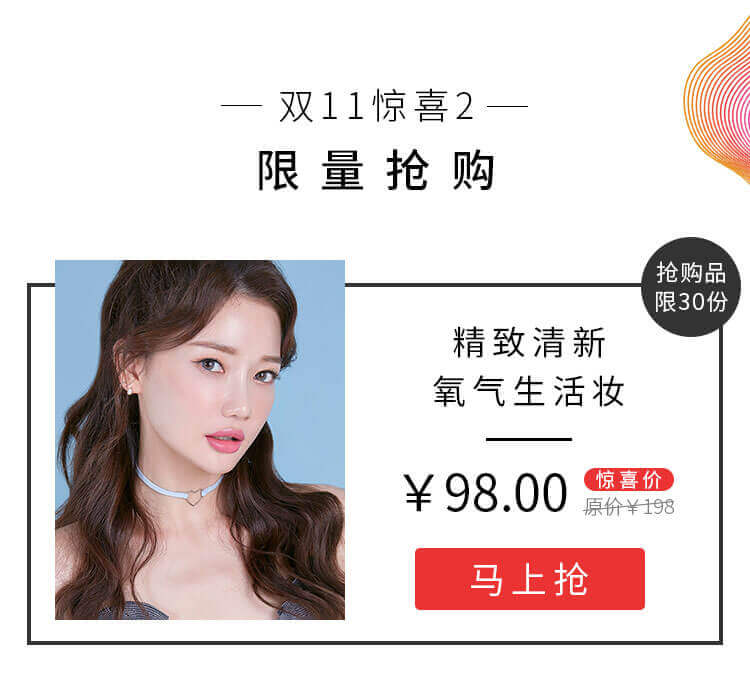 双11惊喜2
限量抢购
抢购品
限30份
精致清新
氧气生活妆
￥98.00
惊喜价
原价￥198
马上抢